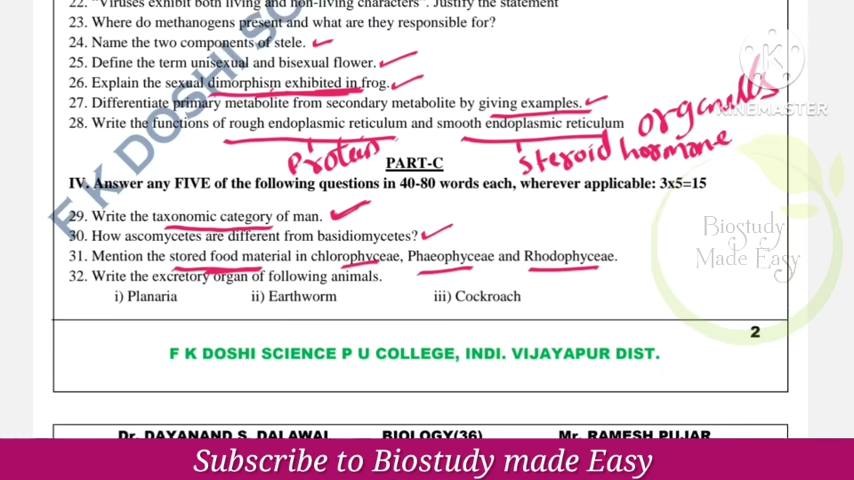 22. "Viruses exhibit both living and non-living characters". Justify the statement
23. Where do methanogens present and what are they responsible for?
24. Name the two components of stele.
25. Define the term unisexual and bisexual flower.
26. Explain the sexual dimorphism exhibited in frog.
27. Differentiate primary metabolite from secondary metabolite by giving examples.
28. Write the functions of rough endoplasmic reticulum and smooth endoplasmic reticulum
Protein
steroid hormone
PART-C
IV. Answer any FIVE of the following questions in 40-80 words each, wherever applicable: 3x5=15
29. Write the taxonomic category of man.
30. How ascomycetes are different from basidiomycetes?
31. Mention the stored food material in chlorophyceae, Phaeophyceae and Rhodophyceae.
32. Write the excretory organ of following animals.
i) Planaria ii) Earthworm iii) Cockroach
2
F K DOSHI SCIENCE P U COLLEGE, INDI. VIJAYAPUR DIST.
Dr. DAYANAND S. DALAWAI BIOLOGY(36) Mr. RAMESH PUJAR
F K DOSHI SC
KINEMASTER
Biostudy
Made Easy
Subscribe to Biostudy made Easy